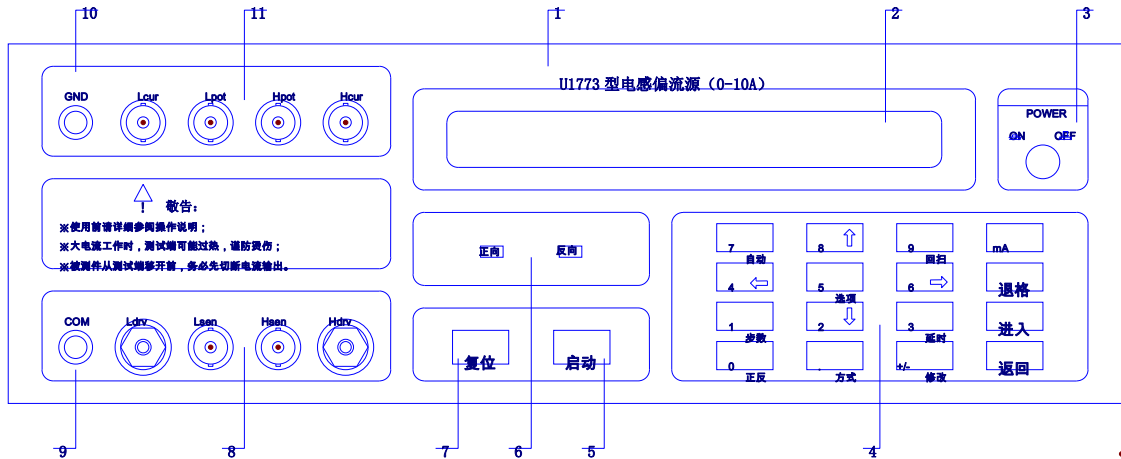 10 11 1 2 3
U1773 型电感偏流源（0-10A）
GND Lcur Lpot Hpot Hcur
POWER
ON OFF
! 敬告:
※使用前请详细参阅操作说明；
※大电流工作时，测试端可能过热，谨防烫伤；
※被测件从测试端移开前，务必先切断电流输出。
正向 反向
7 8 9 mA
自动 回扫
4 5 6 退格
选项
1 2 3 进入
步数 延时
0 . +/- 返回
正反 方式 修改
COM Ldrv Lsen Hsen Hdrv
复位 启动
9 8 7 6 5 4